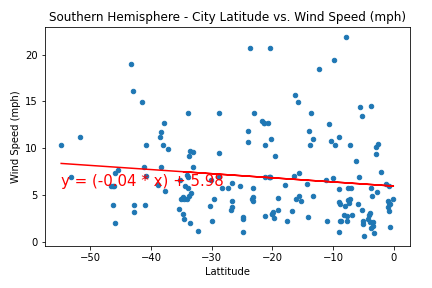 Southern Hemisphere - City Latitude vs. Wind Speed (mph)
Wind Speed (mph)
20
15
10
5
0
y = (-0.04 * x) + 5.98
−50
−40
−30
−20
−10
0
Lattitude